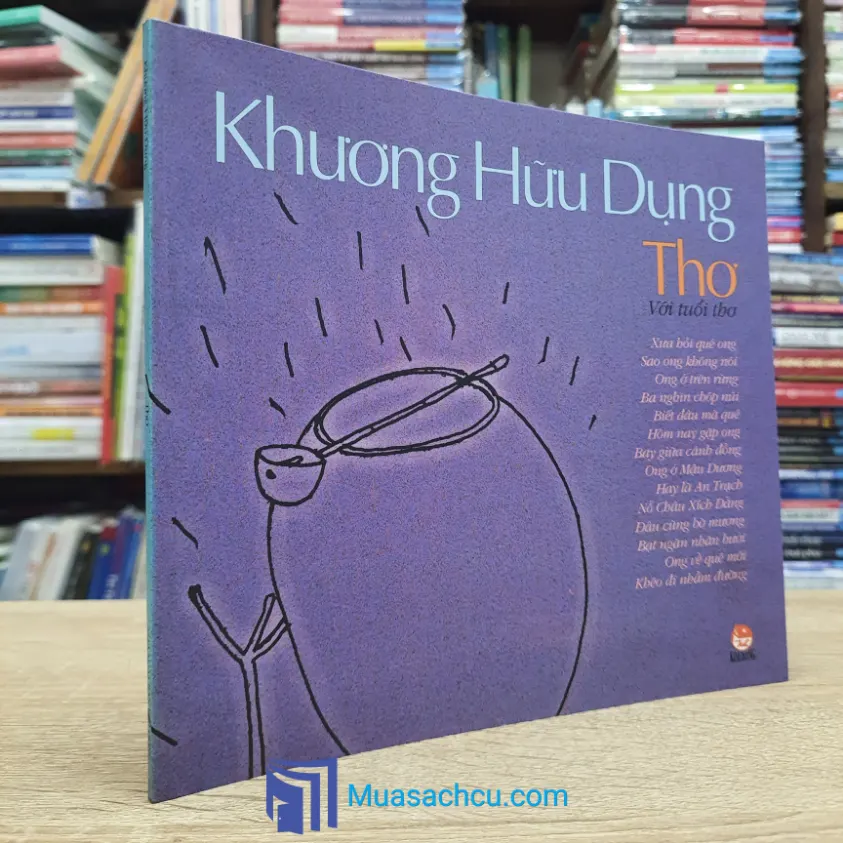 Khương Hữu Dụng
Thơ
Với tuổi thơ
Xưa hỏi quê ong
Sao ong không nói
Ong ở trên rừng
Ba nghìn chóp núi
Biết đâu mà quê
Hôm nay gặp ong
Bay giữa cánh đồng
Ong ở Mậu Dương
Hay là An Trạch
Nỗ Châu Xích Đằng
Đâu cũng bờ mương
Bạt ngàn nhãn bưởi
Ong về quê mới
Khéo đi nhầm đường
Muasachcu.com